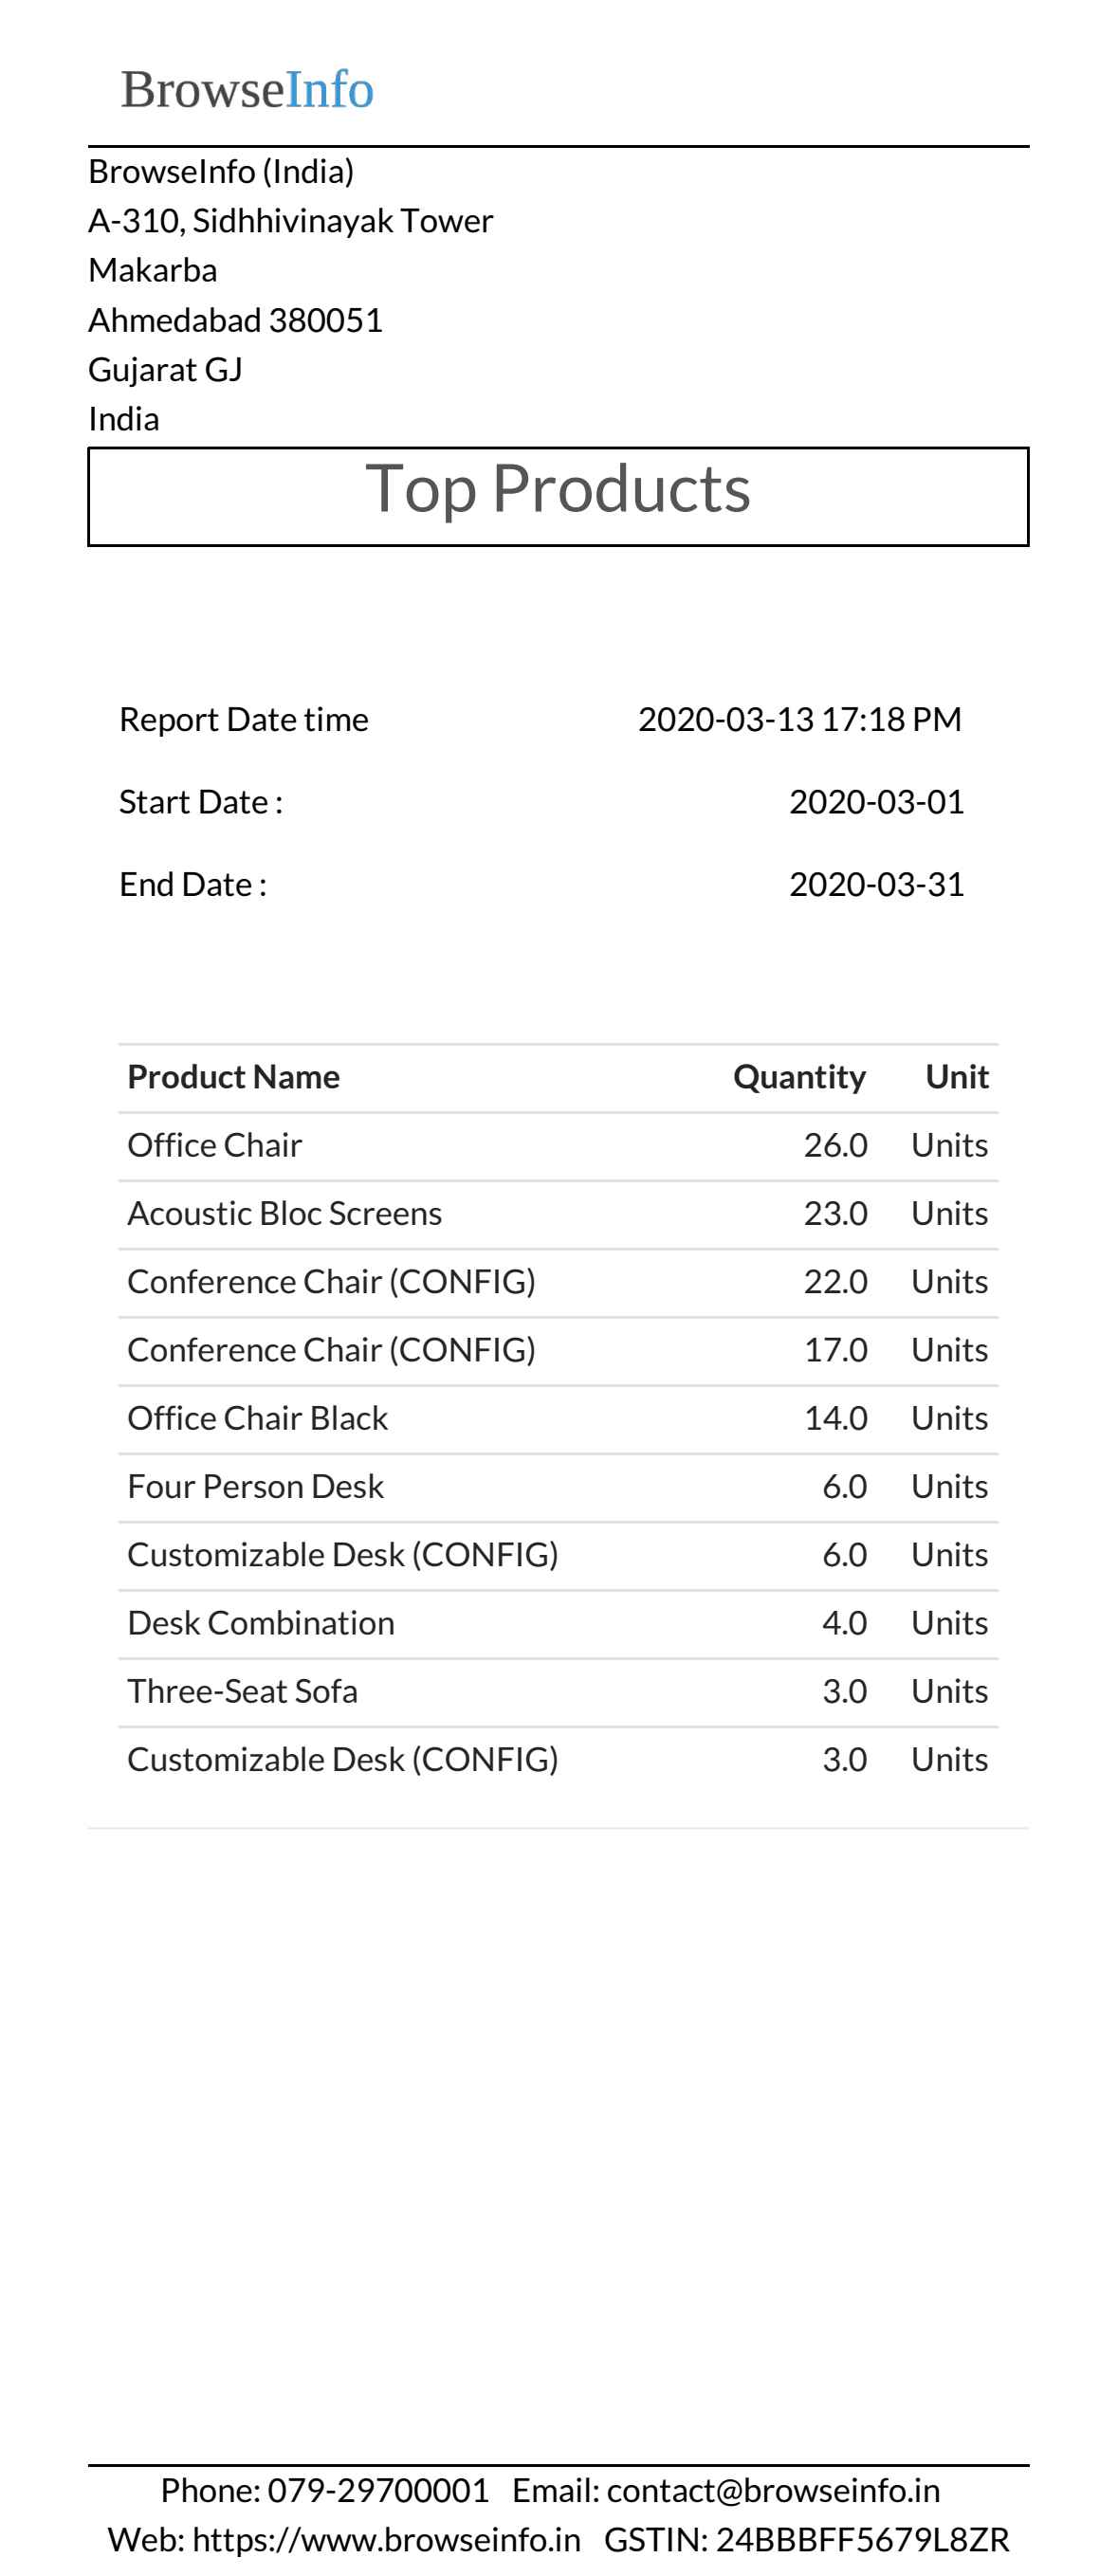 BrowseInfo
BrowseInfo (India)
A-310, Sidhhivinayak Tower
Makarba
Ahmedabad 380051
Gujarat GJ
India
Top Products
Report Date time 2020-03-13 17:18 PM
Start Date : 2020-03-01
End Date : 2020-03-31
Product Name Quantity Unit
Office Chair 26.0 Units
Acoustic Bloc Screens 23.0 Units
Conference Chair (CONFIG) 22.0 Units
Conference Chair (CONFIG) 17.0 Units
Office Chair Black 14.0 Units
Four Person Desk 6.0 Units
Customizable Desk (CONFIG) 6.0 Units
Desk Combination 4.0 Units
Three-Seat Sofa 3.0 Units
Customizable Desk (CONFIG) 3.0 Units
Phone: 079-29700001 Email: contact@browseinfo.in
Web: https://www.browseinfo.in GSTIN: 24BBBFF5679L8ZR